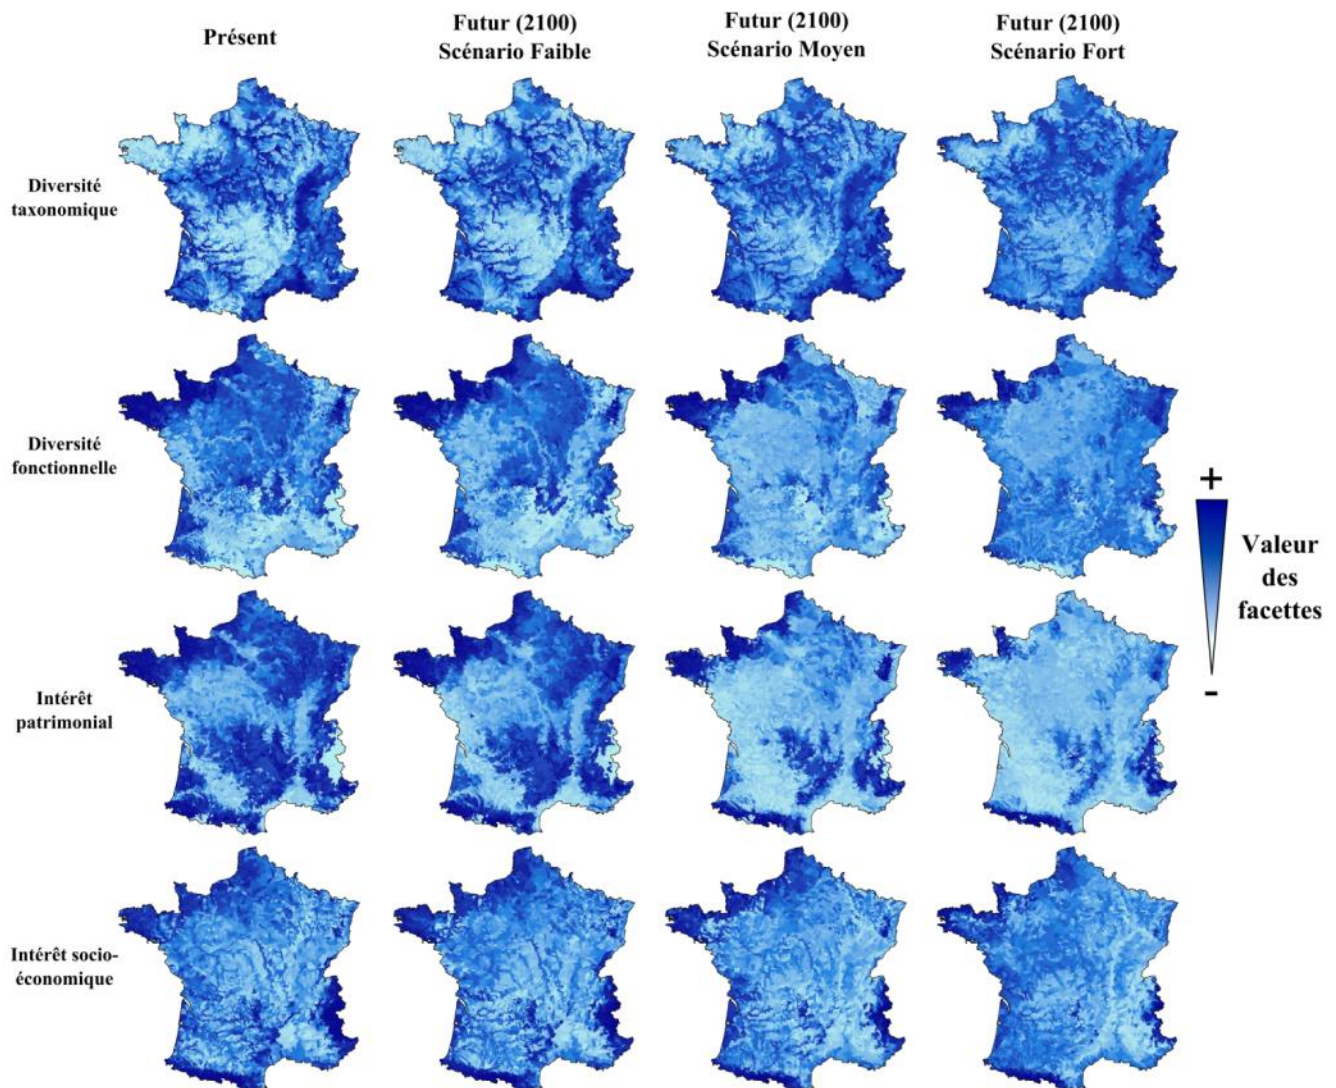 Présent
Futur (2100)
Scénario Faible
Futur (2100)
Scénario Moyen
Futur (2100)
Scénario Fort
Diversité
taxonomique
Diversité
fonctionnelle
+
Valeur
des
facettes
-
Intérêt
patrimonial
Intérêt socio-
économique